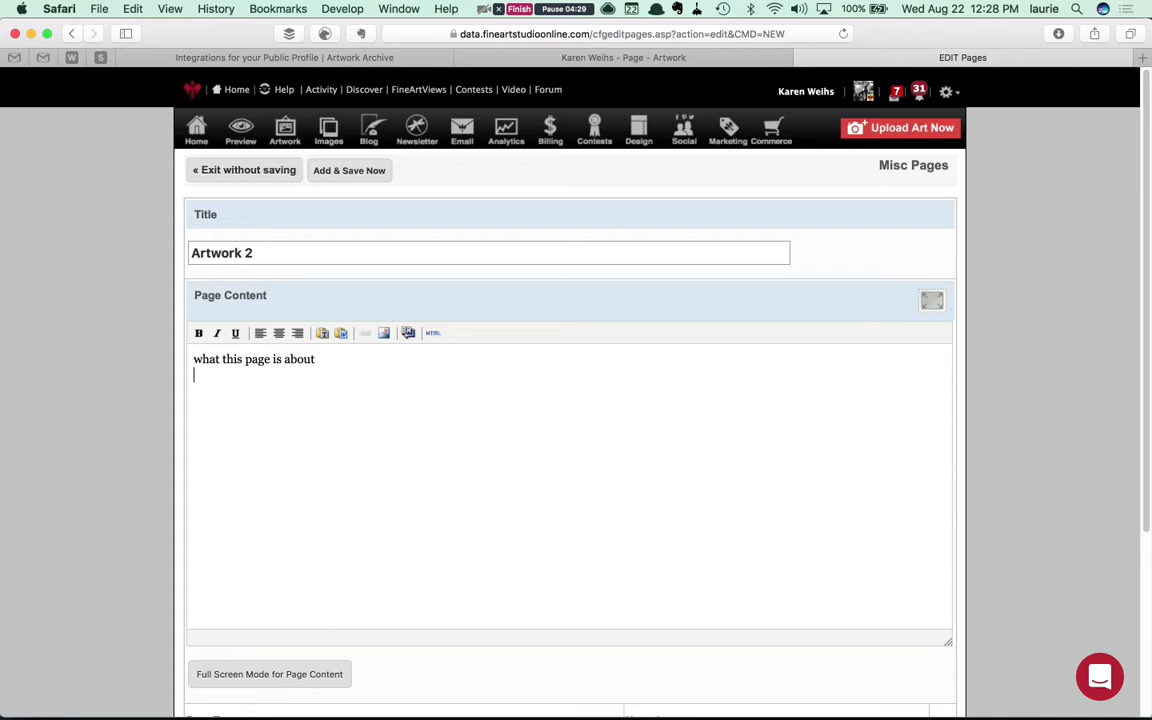 Safari File Edit View History Bookmarks Develop Window Help Finish Pause 04:29 22 100% Wed Aug 22 12:28 PM laurie
data.fineartstudioonline.com/cfgeditpages.asp?action=edit&CMD=NEW
W S Integrations for your Public Profile | Artwork Archive Karen Weihs - Page - Artwork EDIT Pages
Home Help Activity Discover FineArtViews Contests Video Forum Karen Weihs 7 31
Home Preview Artwork Images Blog Newsletter Email Analytics Billing Contests Design Social Marketing Commerce Upload Art Now
« Exit without saving Add & Save Now Misc Pages
Title
Artwork 2
Page Content
B I U HTML
what this page is about
Full Screen Mode for Page Content